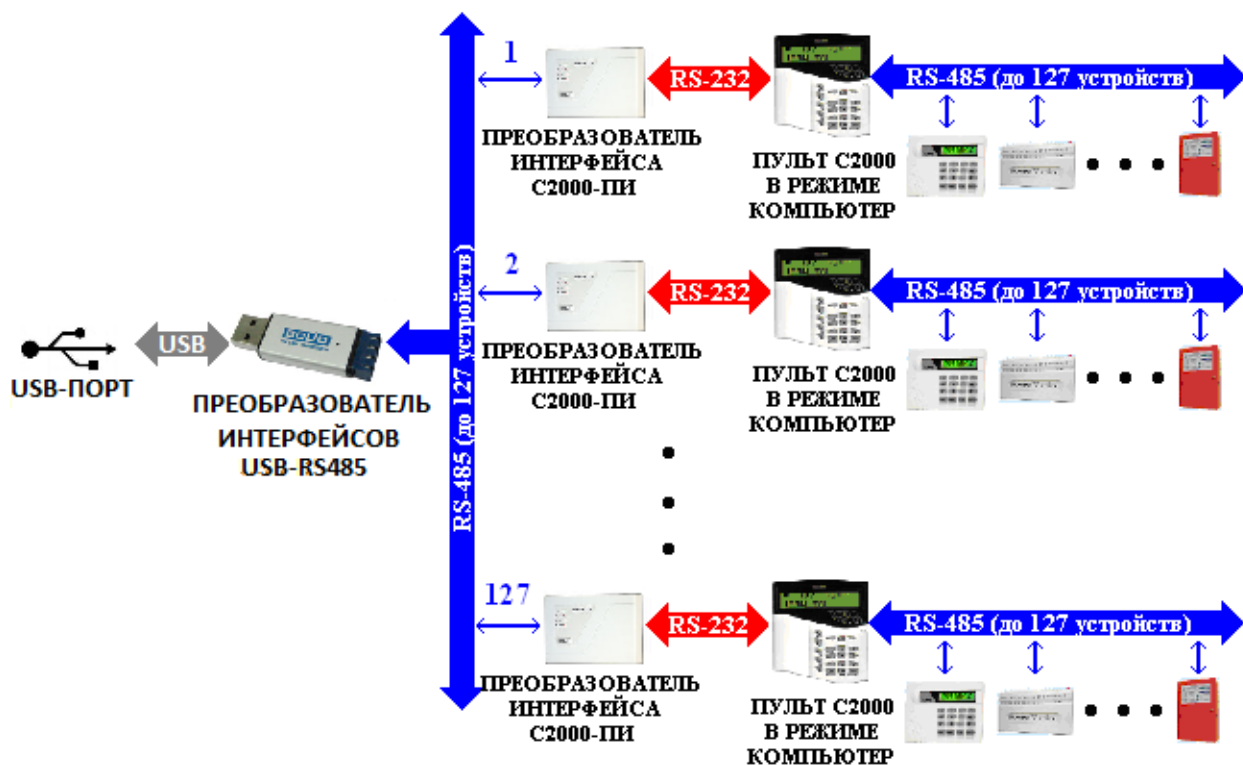 1
RS-232
RS-485 (до 127 устройств)
ПРЕОБРАЗОВАТЕЛЬ
ИНТЕРФЕЙСА
С2000-ПИ
ПУЛЬТ С2000
В РЕЖИМЕ
КОМПЬЮТЕР
2
RS-232
RS-485 (до 127 устройств)
ПРЕОБРАЗОВАТЕЛЬ
ИНТЕРФЕЙСА
С2000-ПИ
ПУЛЬТ С2000
В РЕЖИМЕ
КОМПЬЮТЕР
USB-ПОРТ
USB
ПРЕОБРАЗОВАТЕЛЬ
ИНТЕРФЕЙСОВ
USB-RS485
RS-485 (до 127 устройств)
127
RS-232
RS-485 (до 127 устройств)
ПРЕОБРАЗОВАТЕЛЬ
ИНТЕРФЕЙСА
С2000-ПИ
ПУЛЬТ С2000
В РЕЖИМЕ
КОМПЬЮТЕР